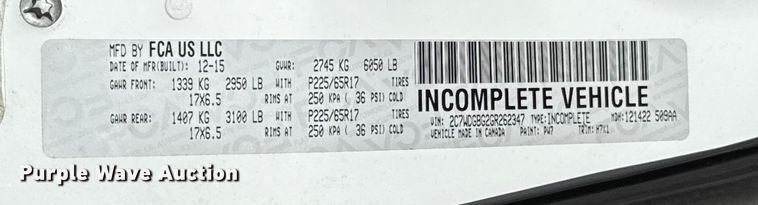 MFD BY FCA US LLC
DATE OF MFR(BUILT): 12-15 GVWR: 2745 KG 6050 LB
GAWR FRONT: 1339 KG 2950 LB WITH P225/65R17 TIRES
17X6.5 RIMS AT 250 KPA ( 36 PSI) COLD
GAWR REAR: 1407 KG 3100 LB WITH P225/65R17 TIRES
17X6.5 RIMS AT 250 KPA ( 36 PSI) COLD
INCOMPLETE VEHICLE
VIN: 2C7WDGBG2GR262347 TYPE: INCOMPLETE MDH: 121422 509AA
VEHICLE MADE IN CANADA PAINT: PW7 TRIM: H7X1
Purple Wave Auction